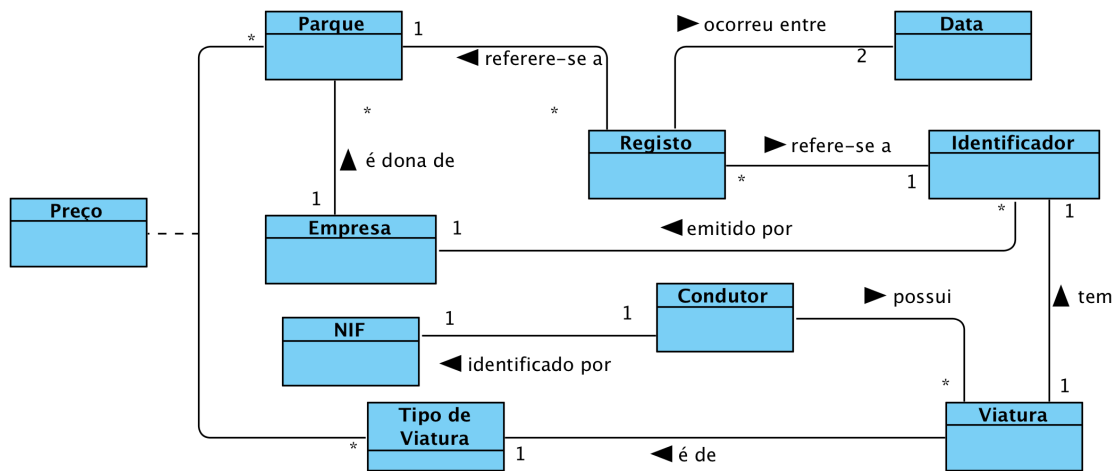 Parque
1
*
◄ referere-se a
► ocorreu entre
Data
2
*
*
Registo
► refere-se a
Identificador
*
1
▲ é dona de
1
Preço
Empresa
1
◄ emitido por
*
1
Condutor
► possui
▲ tem
NIF
1
1
◄ identificado por
*
1
Tipo de
Viatura
*
1
◄ é de
Viatura